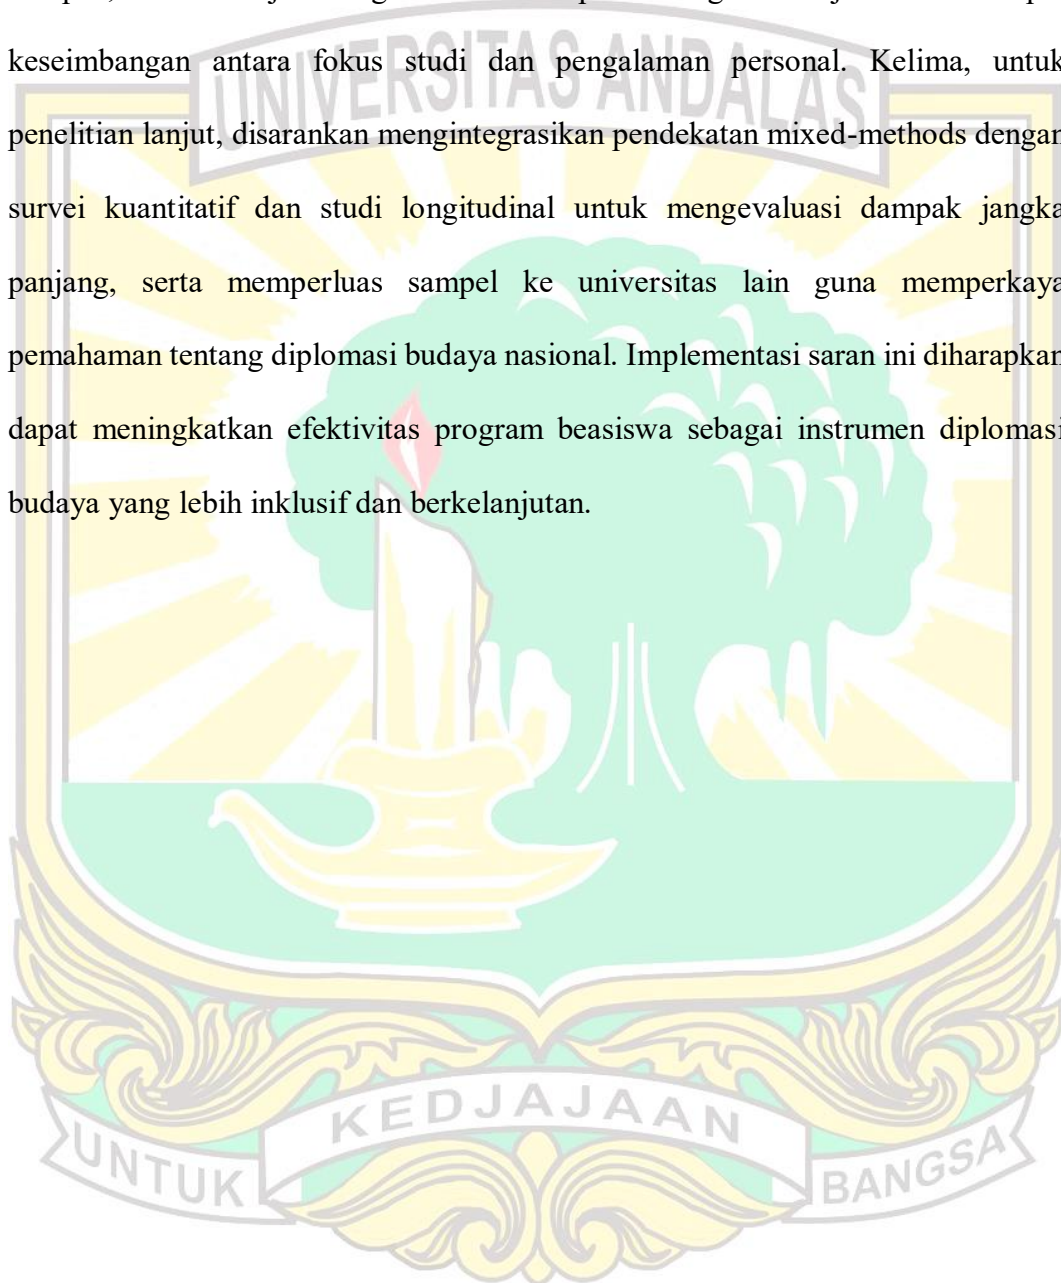 keseimbangan antara fokus studi dan pengalaman personal. Kelima, untuk
penelitian lanjut, disarankan mengintegrasikan pendekatan mixed-methods dengan
survei kuantitatif dan studi longitudinal untuk mengevaluasi dampak jangka
panjang, serta memperluas sampel ke universitas lain guna memperkaya
pemahaman tentang diplomasi budaya nasional. Implementasi saran ini diharapkan
dapat meningkatkan efektivitas program beasiswa sebagai instrumen diplomasi
budaya yang lebih inklusif dan berkelanjutan.
UNIVERSITAS ANDALAS
UNTUK KEDJAJAAN BANGSA